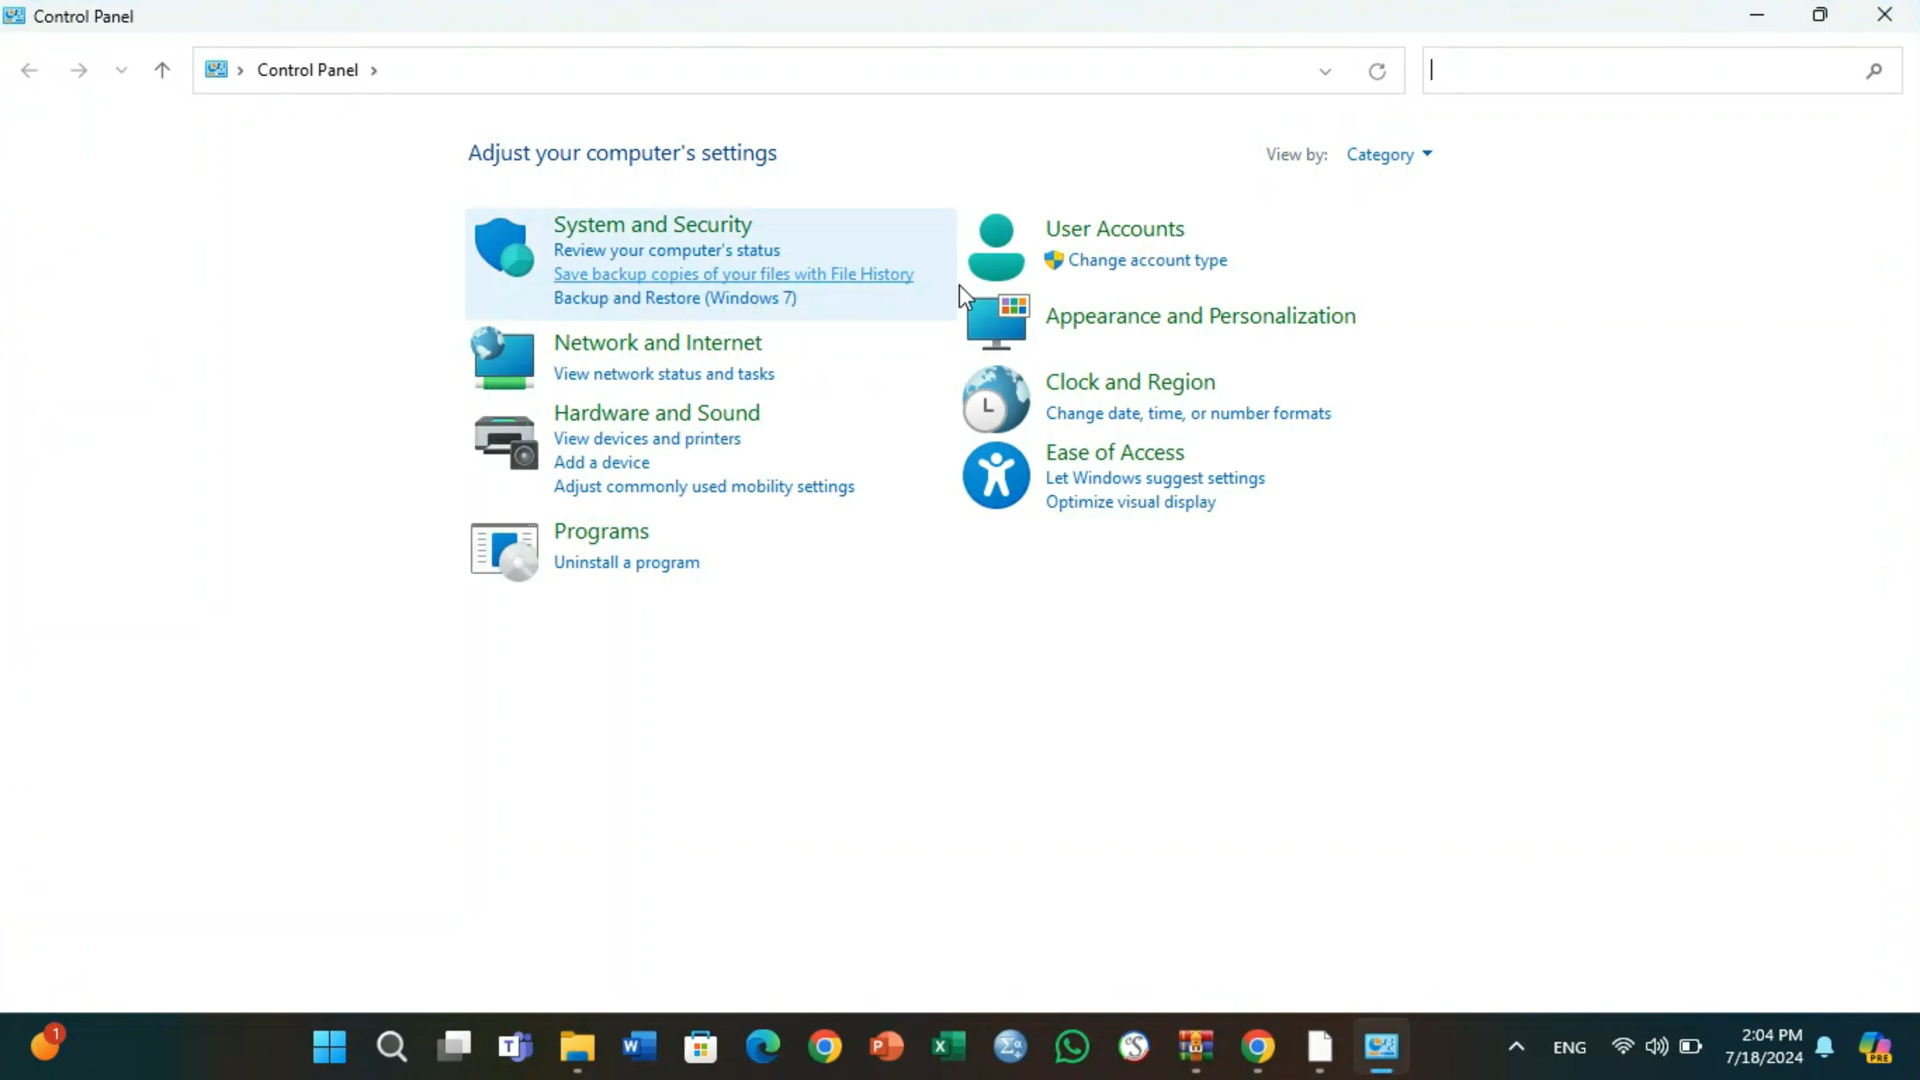 Control Panel
Control Panel
Adjust your computer's settings
View by: Category
System and Security
Review your computer's status
Save backup copies of your files with File History
Backup and Restore (Windows 7)
Network and Internet
View network status and tasks
Hardware and Sound
View devices and printers
Add a device
Adjust commonly used mobility settings
Programs
Uninstall a program
User Accounts
Change account type
Appearance and Personalization
Clock and Region
Change date, time, or number formats
Ease of Access
Let Windows suggest settings
Optimize visual display
1
T
W
P
X
Σα
S
ENG
2:04 PM
7/18/2024
PRE